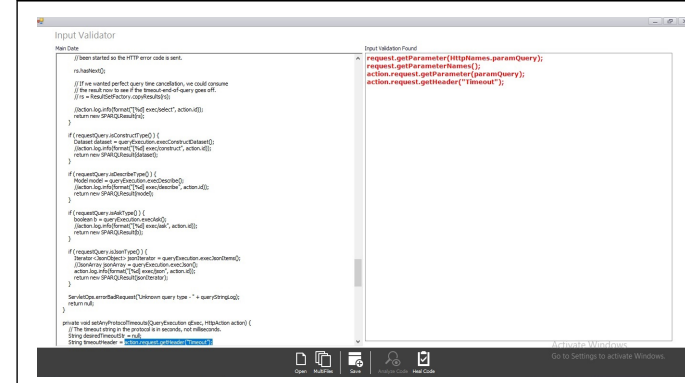 Input Validator
Main Date
// been started so the HTTP error code is sent.
rs.hasNext();
// If we wanted perfect query time cancellation, we could consume
// the result now to see if the timeout-end-of-query goes off.
// rs = ResultSetFactory.copyResults(rs);
//action.log.info(format("[%d] exec/select", action.id));
return new SPARQLResult(rs);
}
if ( requestQuery.isConstructType() ) {
Dataset dataset = queryExecution.execConstructDataset();
//action.log.info(format("[%d] exec/construct", action.id));
return new SPARQLResult(dataset);
}
if ( requestQuery.isDescribeType() ) {
Model model = queryExecution.execDescribe();
//action.log.info(format("[%d] exec/describe", action.id));
return new SPARQLResult(model);
}
if ( requestQuery.isAskType() ) {
boolean b = queryExecution.execAsk();
//action.log.info(format("[%d] exec/ask", action.id));
return new SPARQLResult(b);
}
if ( requestQuery.isJsonType() ) {
Iterator<JsonObject> jsonIterator = queryExecution.execJsonItems();
//JsonArray jsonArray = queryExecution.execJson();
action.log.info(format("[%d] exec/json", action.id));
return new SPARQLResult(jsonIterator);
}
ServletOps.errorBadRequest("Unknown query type - " + queryStringLog);
return null;
}
private void setAnyProtocolTimeouts(QueryExecution qExec, HttpAction action) {
// The timeout string in the protocol is in seconds, not milliseconds.
String desiredTimeoutStr = null;
String timeoutHeader = action.request.getHeader("Timeout");
Input Validation Found
request.getParameter(HttpNames.paramQuery);
request.getParameterNames();
action.request.getParameter(paramQuery);
action.request.getHeader("Timeout");
Activate Windows
Go to Settings to activate Windows.
Open MultiFiles Save Analyze Code Heal Code